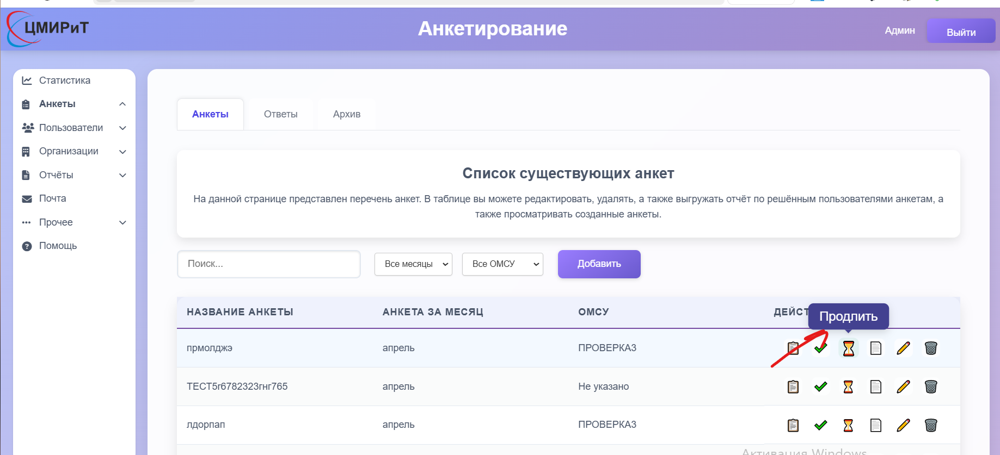 ЦМИРиТ
Анкетирование
Админ
Выйти
Статистика
Анкеты
Пользователи
Организации
Отчёты
Почта
Прочее
Помощь
Анкеты
Ответы
Архив
Список существующих анкет
На данной странице представлен перечень анкет. В таблице вы можете редактировать, удалять, а также выгружать отчёт по решённым пользователями анкетам, а
также просматривать созданные анкеты.
Поиск...
Все месяцы
Все ОМСУ
Добавить
НАЗВАНИЕ АНКЕТЫ
АНКЕТА ЗА МЕСЯЦ
ОМСУ
ДЕЙСТ
Продлить
прмолджэ
апрель
ПРОВЕРКА3
ТЕСТ5r6782323гнг765
апрель
Не указано
лдорпап
апрель
ПРОВЕРКА3
Активация Windows